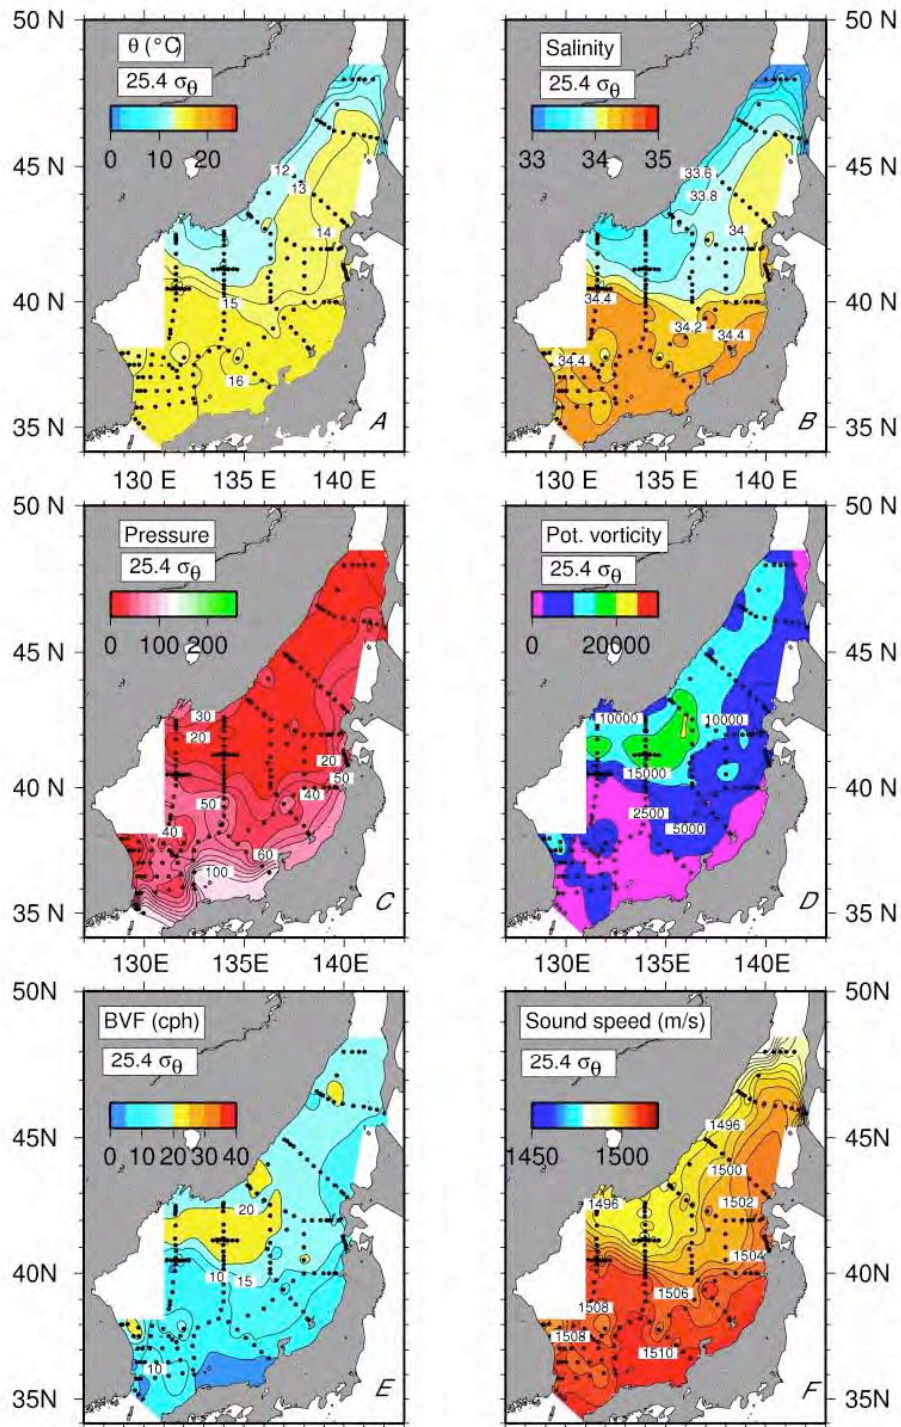 50 N
50 N
θ (°C)
25.4 σθ
0 10 20
12
13
14
15
16
A
Salinity
25.4 σθ
33 34 35
33.6
33.8
34
34.4
34.2
34.4
34.4
B
45 N
45 N
40 N
40 N
35 N
35 N
130 E 135 E 140 E
130 E 135 E 140 E
50 N
50 N
Pressure
25.4 σθ
0 100 200
30
20
20
50
50
40
40
60
100
C
Pot. vorticity
25.4 σθ
0 20000
10000
10000
15000
2500
5000
D
45 N
45 N
40 N
40 N
35 N
35 N
130E 135E 140E
130E 135E 140E
50N
50N
BVF (cph)
25.4 σθ
0 10 20 30 40
20
10
15
10
E
Sound speed (m/s)
25.4 σθ
1450 1500
1496
1500
1496
1502
1504
1506
1508
1508
1510
F
45N
45N
40N
40N
35N
35N